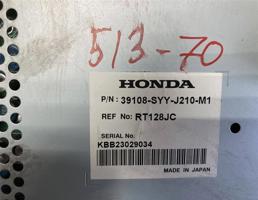 513-70
HONDA
P/N: 39108-SYY-J210-M1
REF No: RT128JC
SERIAL No.
KBB23029034
MADE IN JAPAN